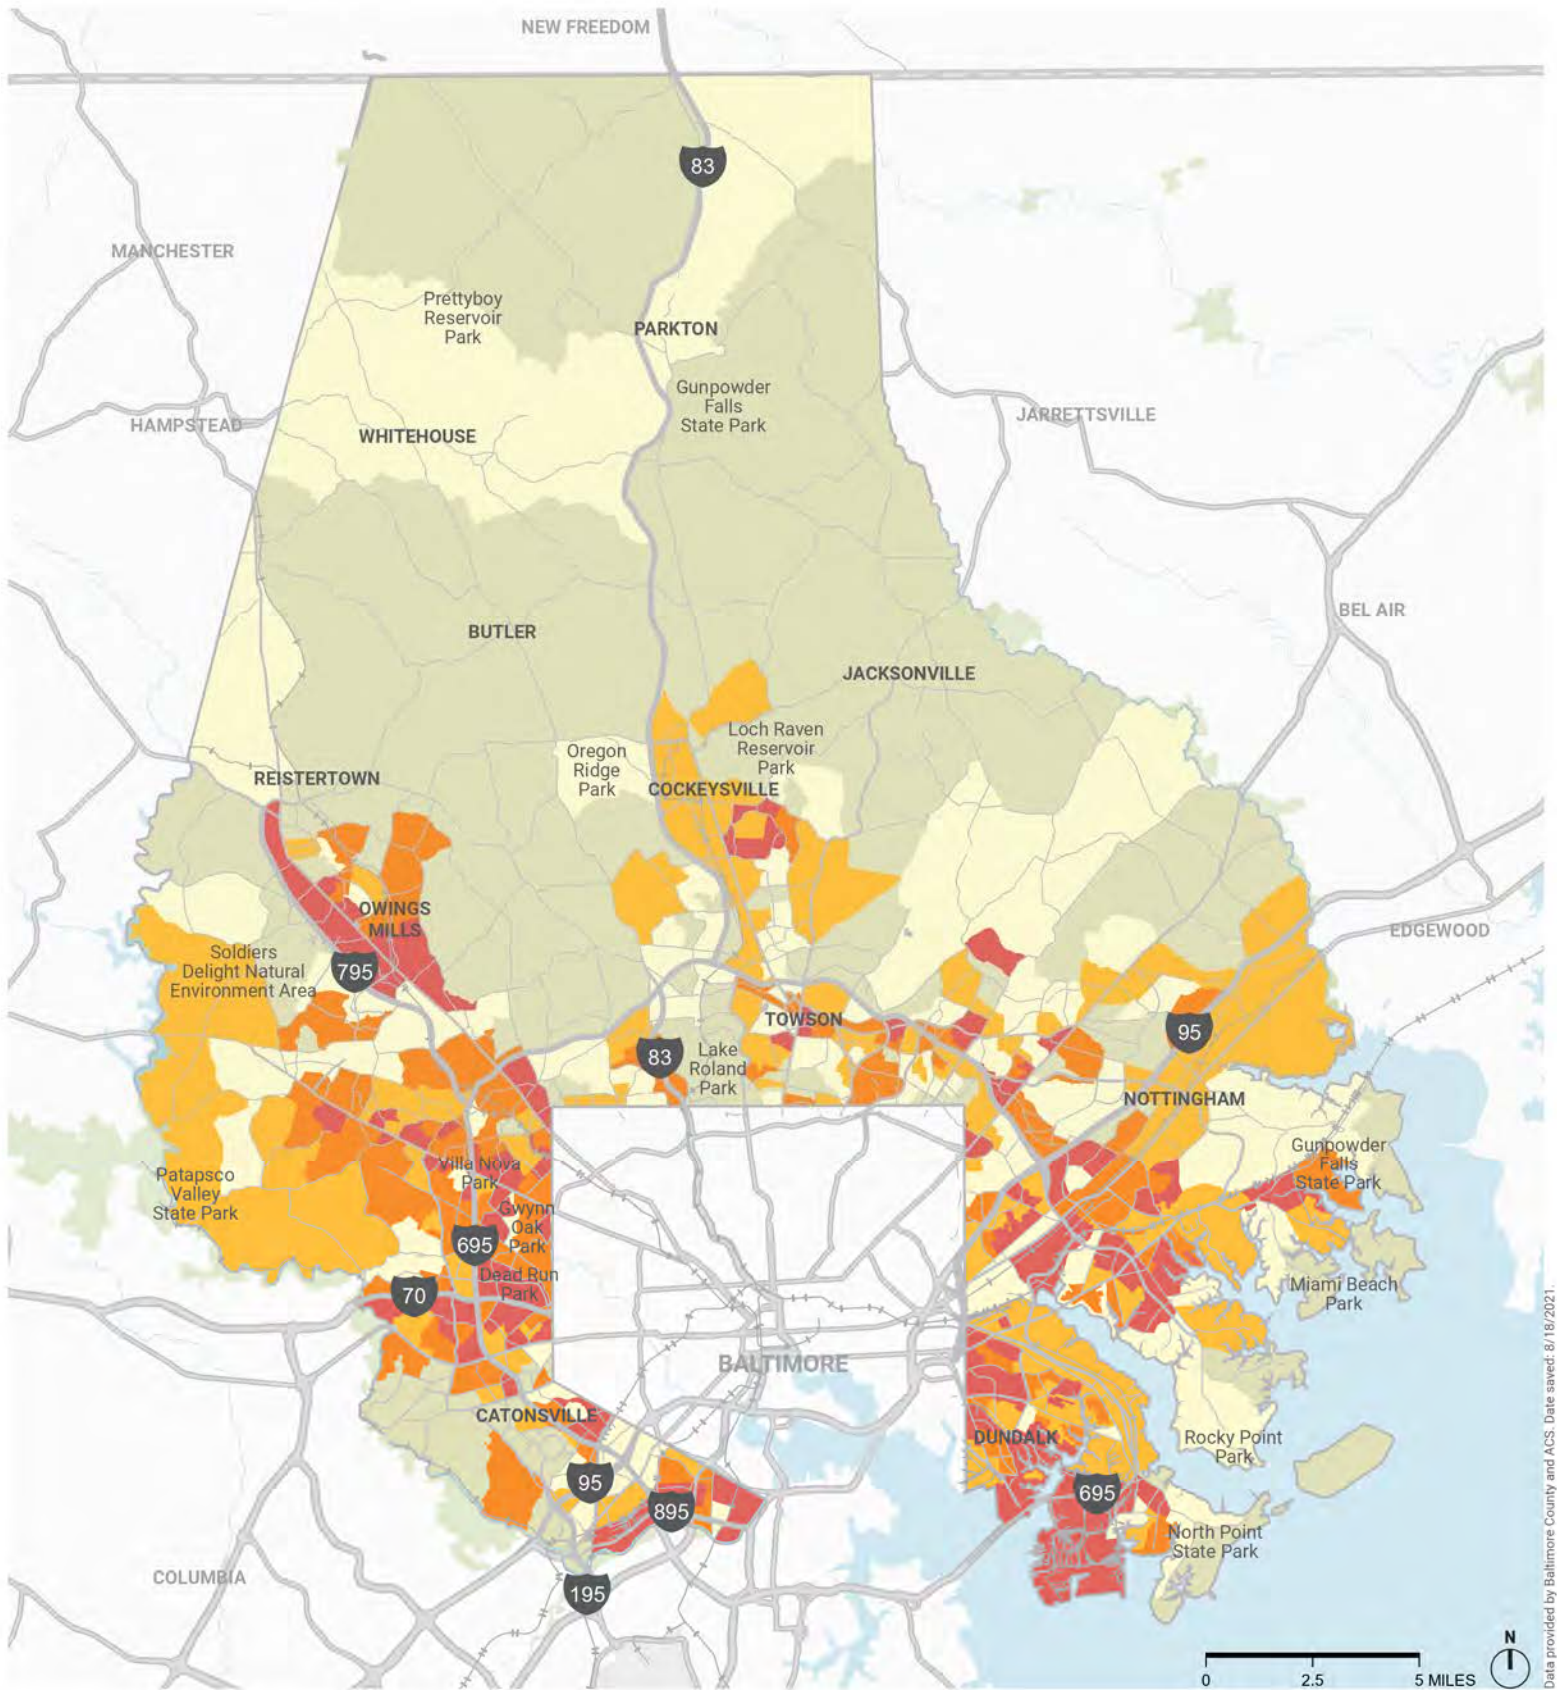 NEW FREEDOM
83
MANCHESTER
Prettyboy
Reservoir
Park
PARKTON
Gunpowder
Falls
State Park
HAMPSTEAD
WHITEHOUSE
JARRETTSVILLE
BEL AIR
BUTLER
JACKSONVILLE
Oregon
Ridge
Park
Loch Raven
Reservoir
Park
REISTERTOWN
COCKEYSVILLE
OWINGS
MILLS
EDGEWOOD
Soldiers
Delight Natural
Environment Area
795
TOWSON
95
83
Lake
Roland
Park
NOTTINGHAM
Gunpowder
Falls
State Park
Patapsco
Valley
State Park
Villa Nova
Park
Gwynn
Oak
Park
695
Dead Run
Park
70
Miami Beach
Park
BALTIMORE
CATONSVILLE
DUNDALK
Rocky Point
Park
95
895
695
North Point
State Park
COLUMBIA
195
N
0 2.5 5 MILES
Data provided by Baltimore County and ACS. Date saved: 8/18/2021.